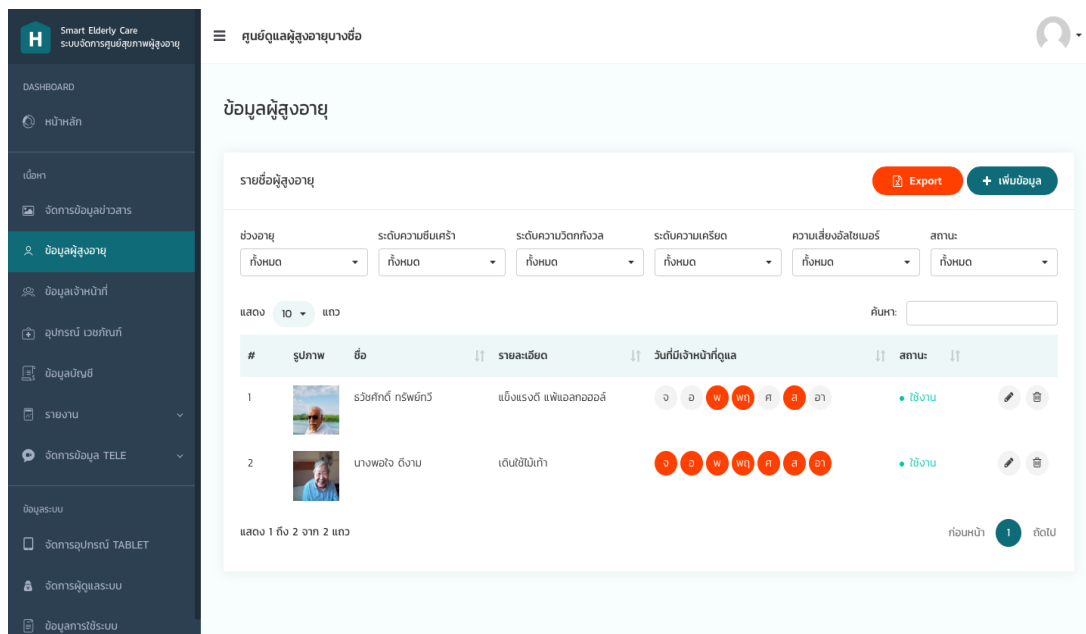 H
Smart Elderly Care
ระบบจัดการศูนย์สุขภาพผู้สูงอายุ
ศูนย์ดูแลผู้สูงอายุบางชื่อ
DASHBOARD
หน้าหลัก
เนื้อหา
จัดการข้อมูลข่าวสาร
ข้อมูลผู้สูงอายุ
ข้อมูลเจ้าหน้าที่
อุปกรณ์ เวชภัณฑ์
ข้อมูลบัญชี
รายงาน
จัดการข้อมูล TELE
ข้อมูลระบบ
จัดการอุปกรณ์ TABLET
จัดการผู้ดูแลระบบ
ข้อมูลการใช้ระบบ
ข้อมูลผู้สูงอายุ
รายชื่อผู้สูงอายุ
Export
+ เพิ่มข้อมูล
ช่วงอายุ ระดับความซึมเศร้า ระดับความวิตกกังวล ระดับความเครียด ความเสี่ยงอัลไซเมอร์ สถานะ
ทั้งหมด ทั้งหมด ทั้งหมด ทั้งหมด ทั้งหมด ทั้งหมด
แสดง 10 แถว ค้นหา:
# รูปภาพ ชื่อ รายละเอียด วันที่มีเจ้าหน้าที่ดูแล สถานะ
1 ธวัชศักดิ์ ทรัพย์ทวี แข็งแรงดี แพ้แอลกอฮอล์ จ อ พ พฤ ศ ส อา ใช้งาน
2 นางพอใจ ดีงาม เดินใช้ไม้เท้า จ อ พ พฤ ศ ส อา ใช้งาน
แสดง 1 ถึง 2 จาก 2 แถว ก่อนหน้า 1 ถัดไป